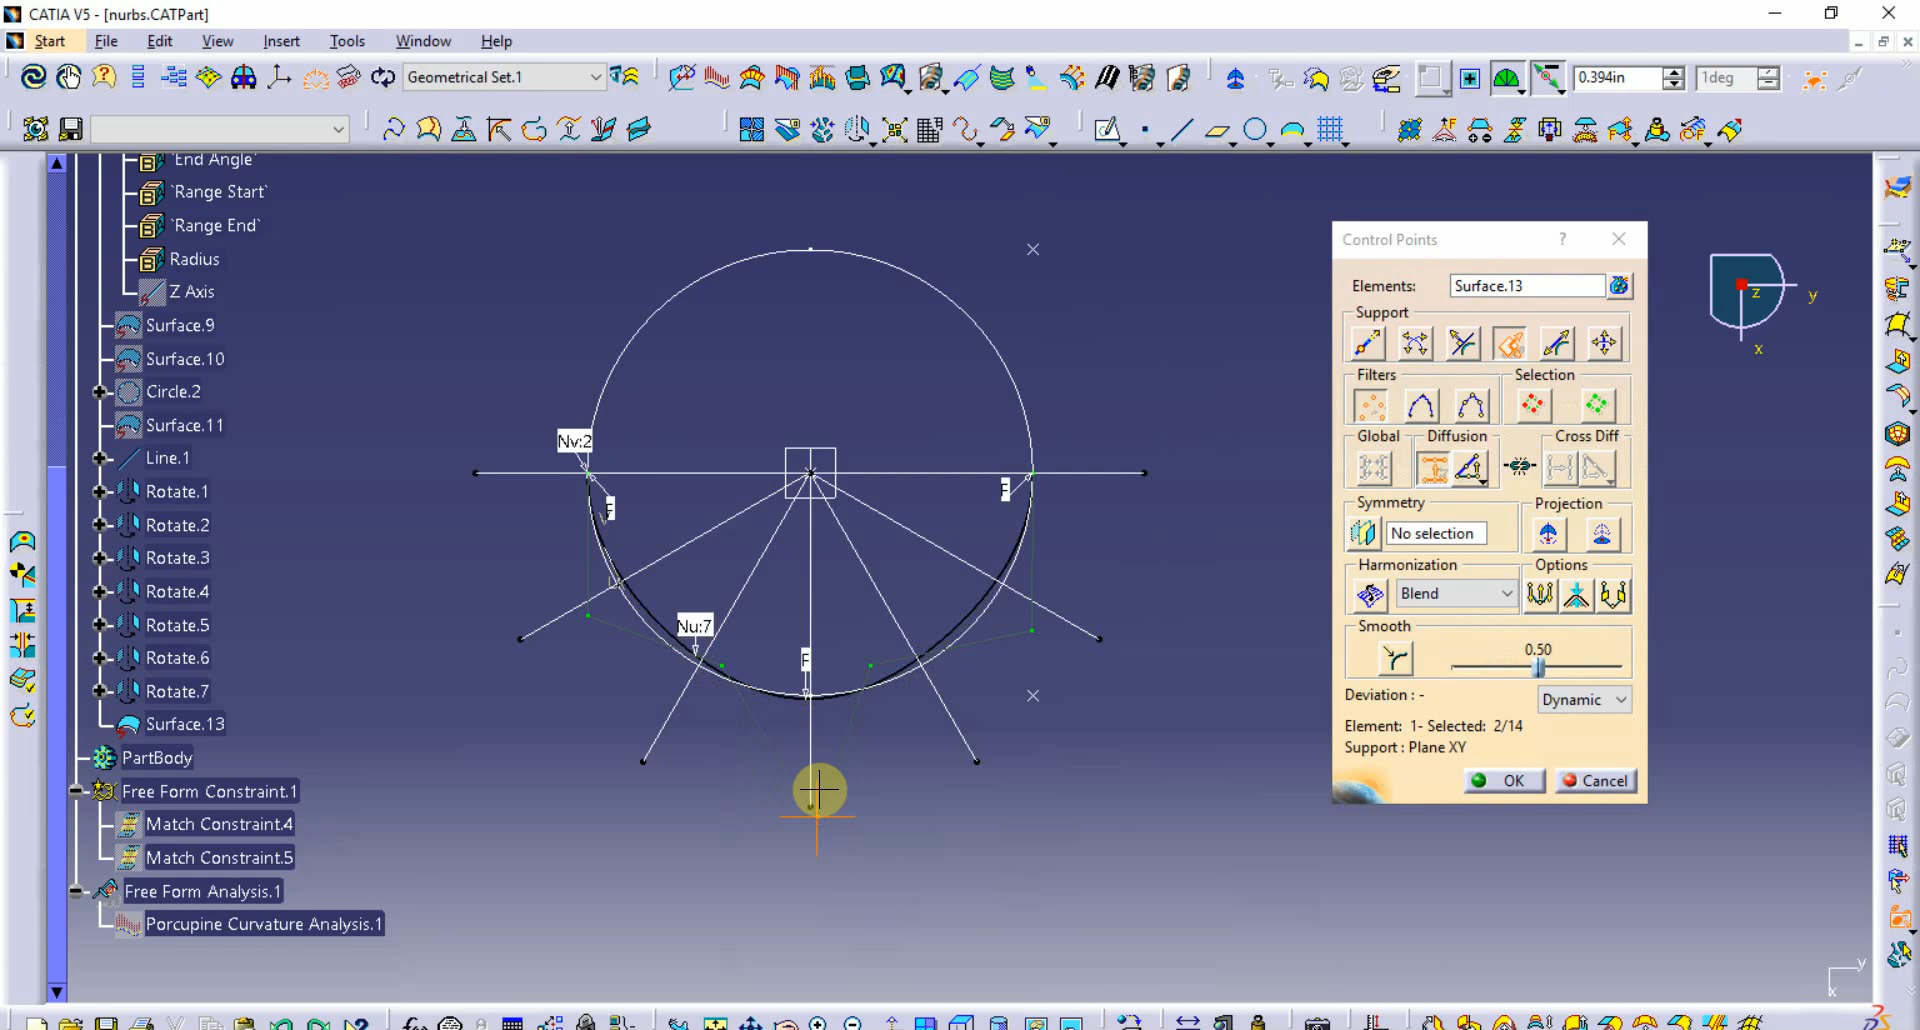 CATIA V5 - [nurbs.CATPart]
Start File Edit View Insert Tools Window Help
Geometrical Set.1
0.394in
1deg
`End Angle`
`Range Start`
`Range End`
Radius
Z Axis
Surface.9
Surface.10
Circle.2
Surface.11
Line.1
Rotate.1
Rotate.2
Rotate.3
Rotate.4
Rotate.5
Rotate.6
Rotate.7
Surface.13
PartBody
Free Form Constraint.1
Match Constraint.4
Match Constraint.5
Free Form Analysis.1
Porcupine Curvature Analysis.1
Nv:2
F
F
Nu:7
F
Control Points
?
Elements: Surface.13
Support
Filters Selection
Global Diffusion Cross Diff
Symmetry Projection
No selection
Harmonization Options
Blend
Smooth
0.50
Deviation : - Dynamic
Element: 1- Selected: 2/14
Support : Plane XY
OK Cancel
z
y
x
y
x